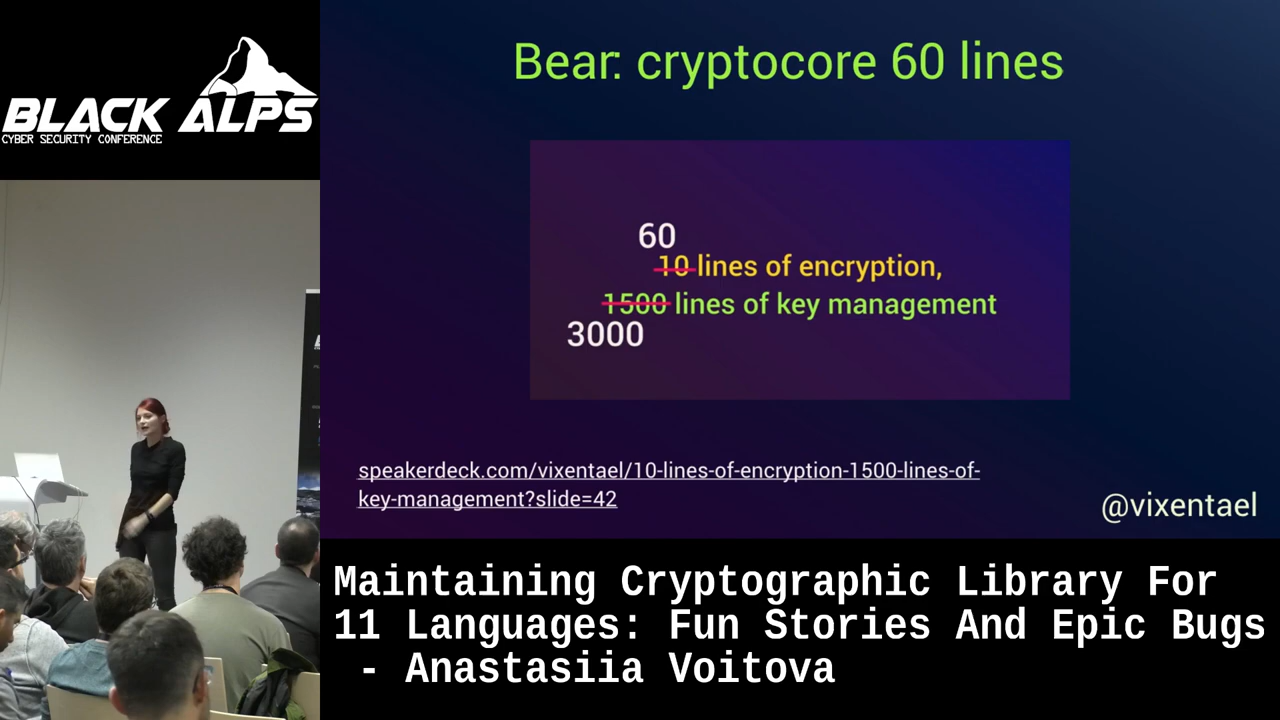 BLACK ALPS
CYBER SECURITY CONFERENCE
Bear: cryptocore 60 lines
60
10 lines of encryption,
1500 lines of key management
3000
speakerdeck.com/vixentael/10-lines-of-encryption-1500-lines-of-
key-management?slide=42
@vixentael
Maintaining Cryptographic Library For
11 Languages: Fun Stories And Epic Bugs
- Anastasiia Voitova